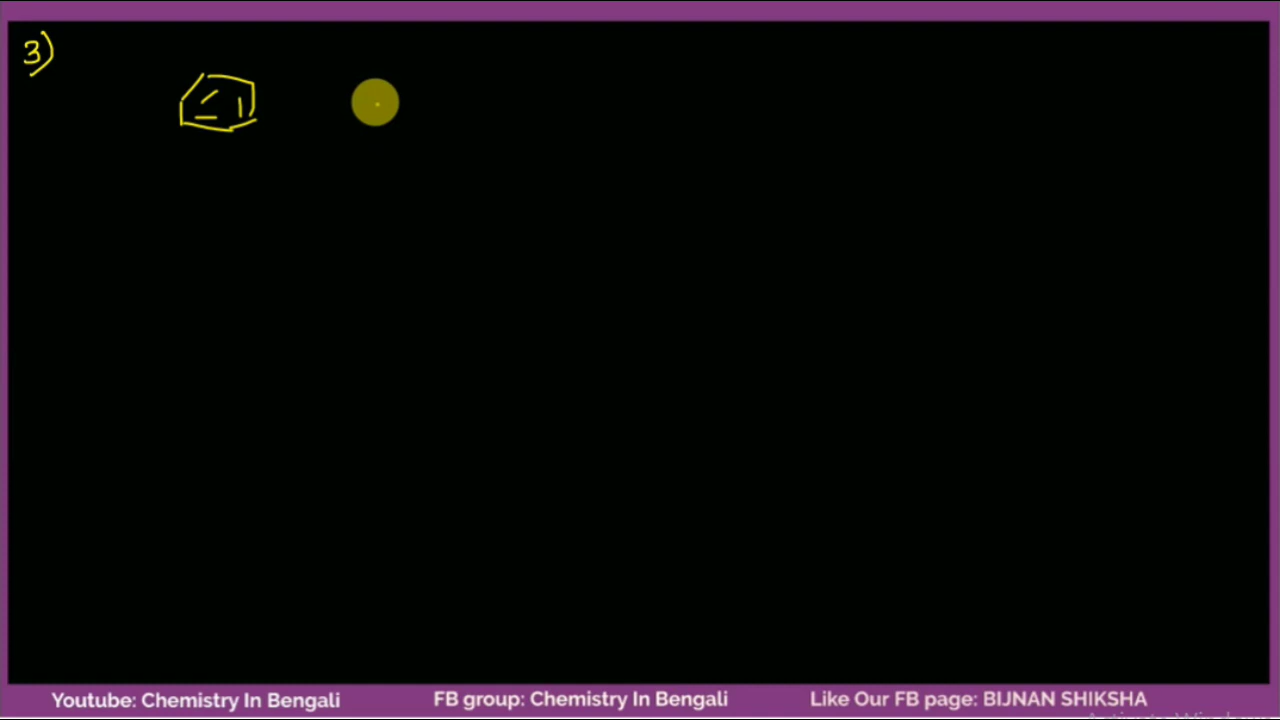 3)
Youtube: Chemistry In Bengali
FB group: Chemistry In Bengali
Like Our FB page: BIJNAN SHIKSHA